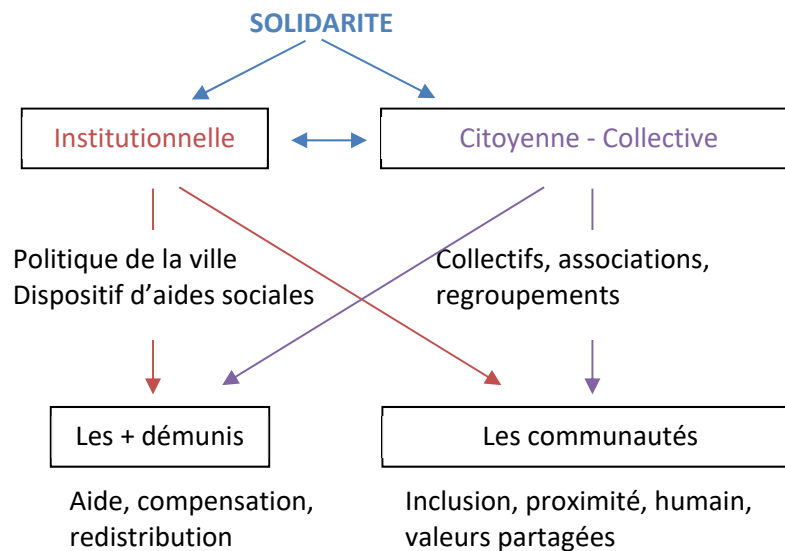 SOLIDARITE
Institutionnelle
Citoyenne - Collective
Politique de la ville
Dispositif d’aides sociales
Collectifs, associations,
regroupements
Les + démunis
Les communautés
Aide, compensation,
redistribution
Inclusion, proximité, humain,
valeurs partagées